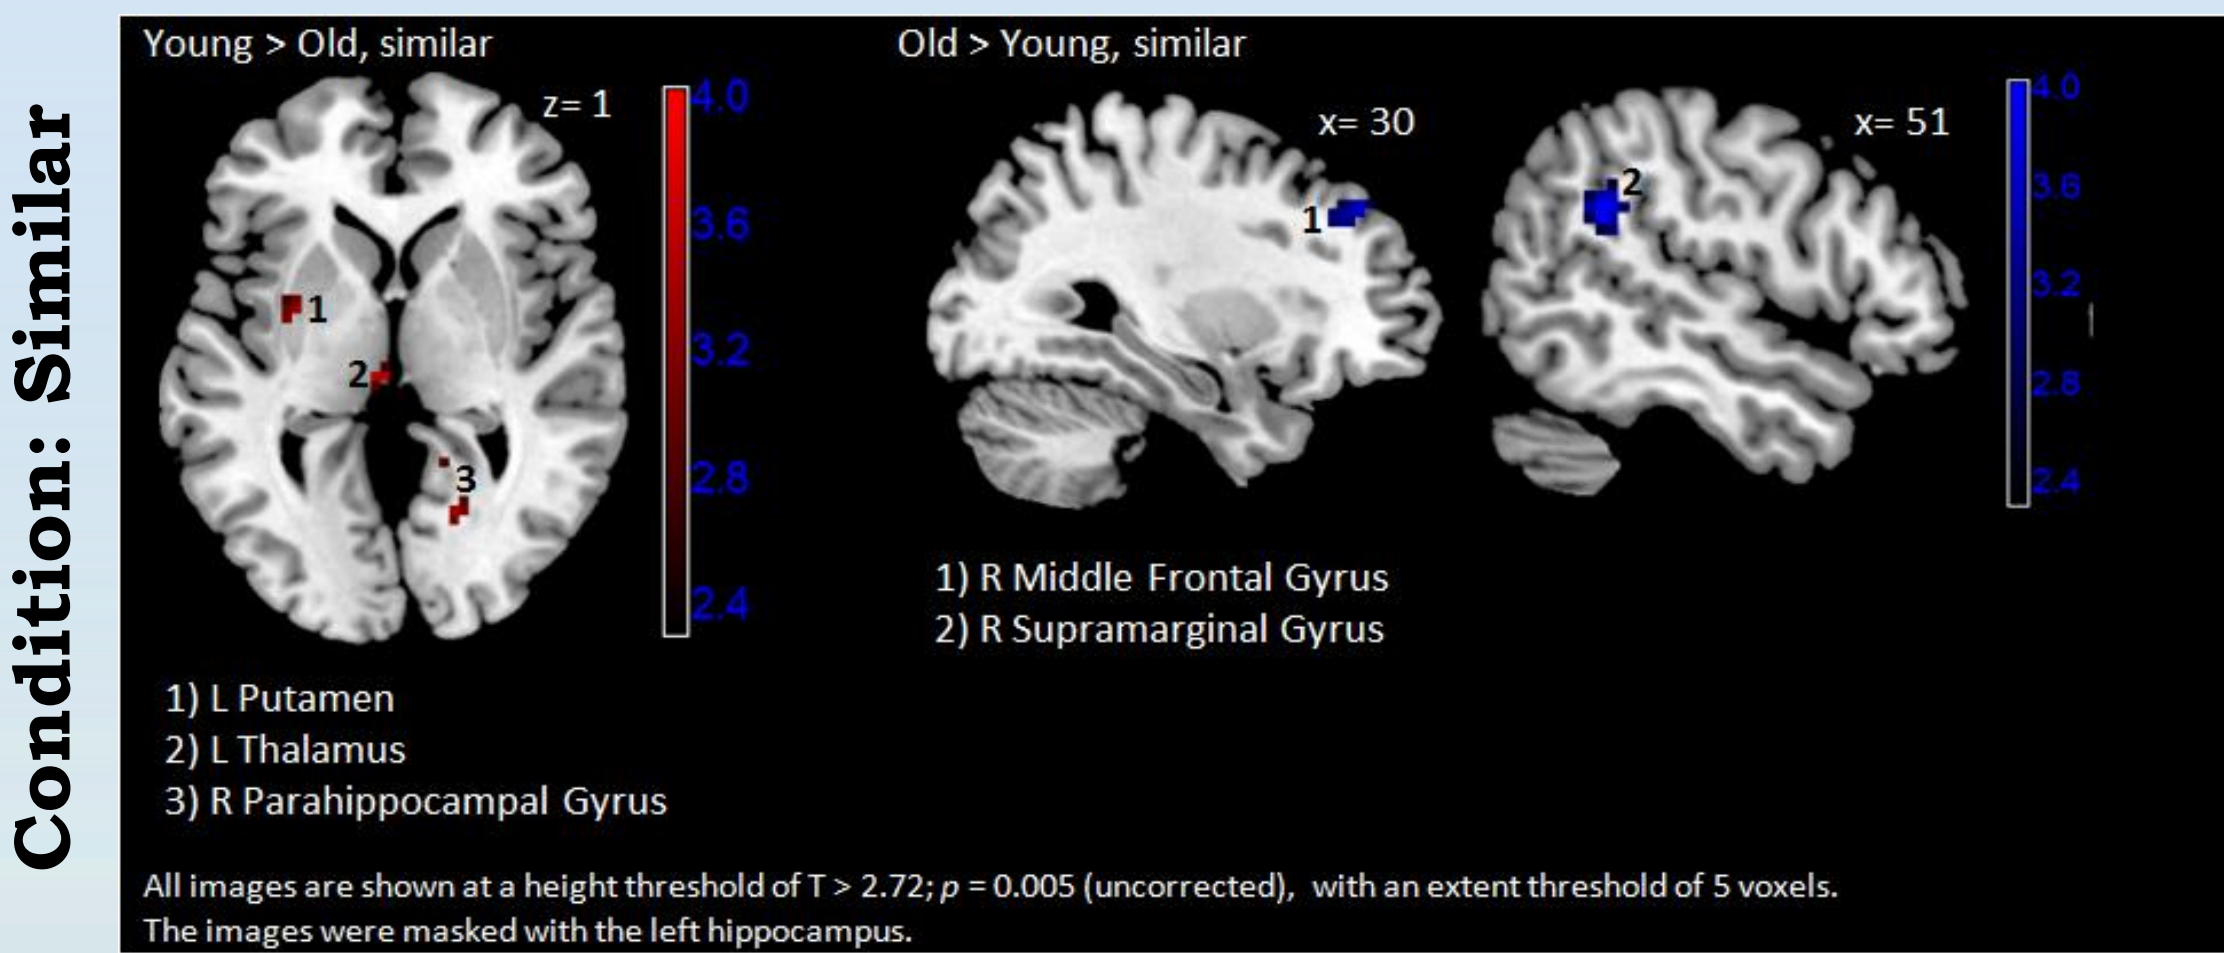 Condition: Similar
Young > Old, similar
z= 1
4.0
3.6
3.2
2.8
2.4
1
2
3
1) L Putamen
2) L Thalamus
3) R Parahippocampal Gyrus
Old > Young, similar
x= 30
x= 51
1
2
4.0
3.6
3.2
2.8
2.4
1) R Middle Frontal Gyrus
2) R Supramarginal Gyrus
All images are shown at a height threshold of T > 2.72; p = 0.005 (uncorrected), with an extent threshold of 5 voxels.
The images were masked with the left hippocampus.